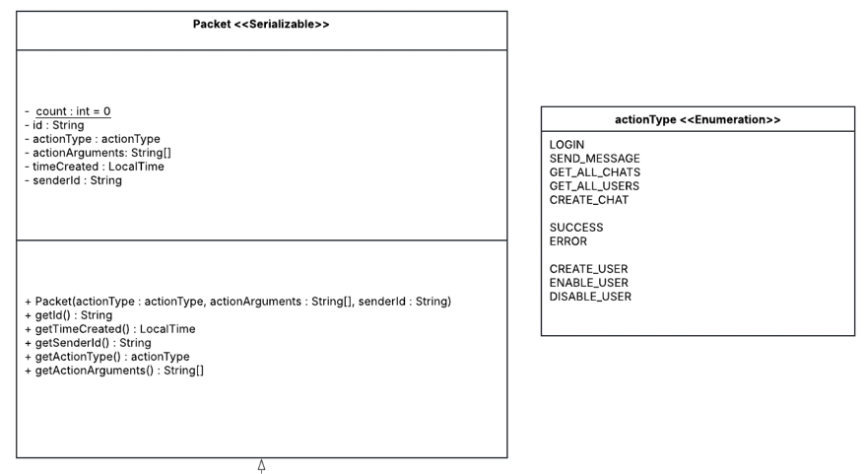 Packet <<Serializable>>
- count : int = 0
- id : String
- actionType : actionType
- actionArguments: String[]
- timeCreated : LocalTime
- senderId : String
+ Packet(actionType : actionType, actionArguments : String[], senderId : String)
+ getId() : String
+ getTimeCreated() : LocalTime
+ getSenderId() : String
+ getActionType() : actionType
+ getActionArguments() : String[]
actionType <<Enumeration>>
LOGIN
SEND_MESSAGE
GET_ALL_CHATS
GET_ALL_USERS
CREATE_CHAT
SUCCESS
ERROR
CREATE_USER
ENABLE_USER
DISABLE_USER